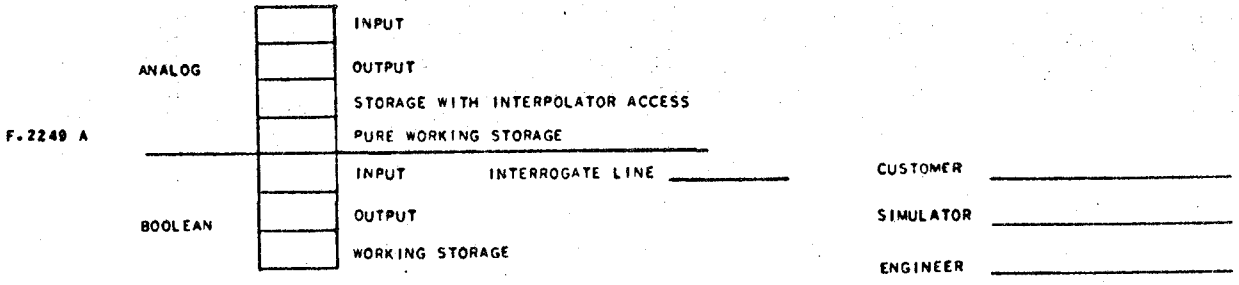 INPUT
ANALOG OUTPUT
STORAGE WITH INTERPOLATOR ACCESS
F.2249 A PURE WORKING STORAGE
INPUT INTERROGATE LINE CUSTOMER
BOOLEAN OUTPUT SIMULATOR
WORKING STORAGE ENGINEER